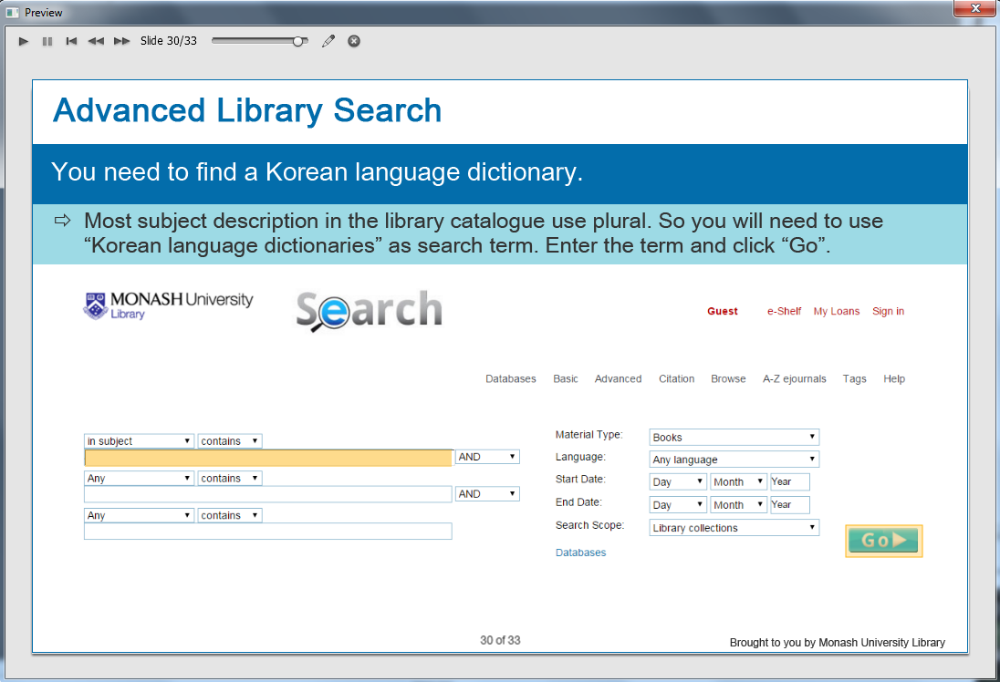 Preview
Slide 30/33
Advanced Library Search
You need to find a Korean language dictionary.
⇨ Most subject description in the library catalogue use plural. So you will need to use
“Korean language dictionaries” as search term. Enter the term and click “Go”.
MONASH University
Library
Search
Guest e-Shelf My Loans Sign in
Databases Basic Advanced Citation Browse A-Z ejournals Tags Help
in subject contains
AND
Any contains
AND
Any contains
Material Type: Books
Language: Any language
Start Date: Day Month Year
End Date: Day Month Year
Search Scope: Library collections
Databases
Go
30 of 33
Brought to you by Monash University Library